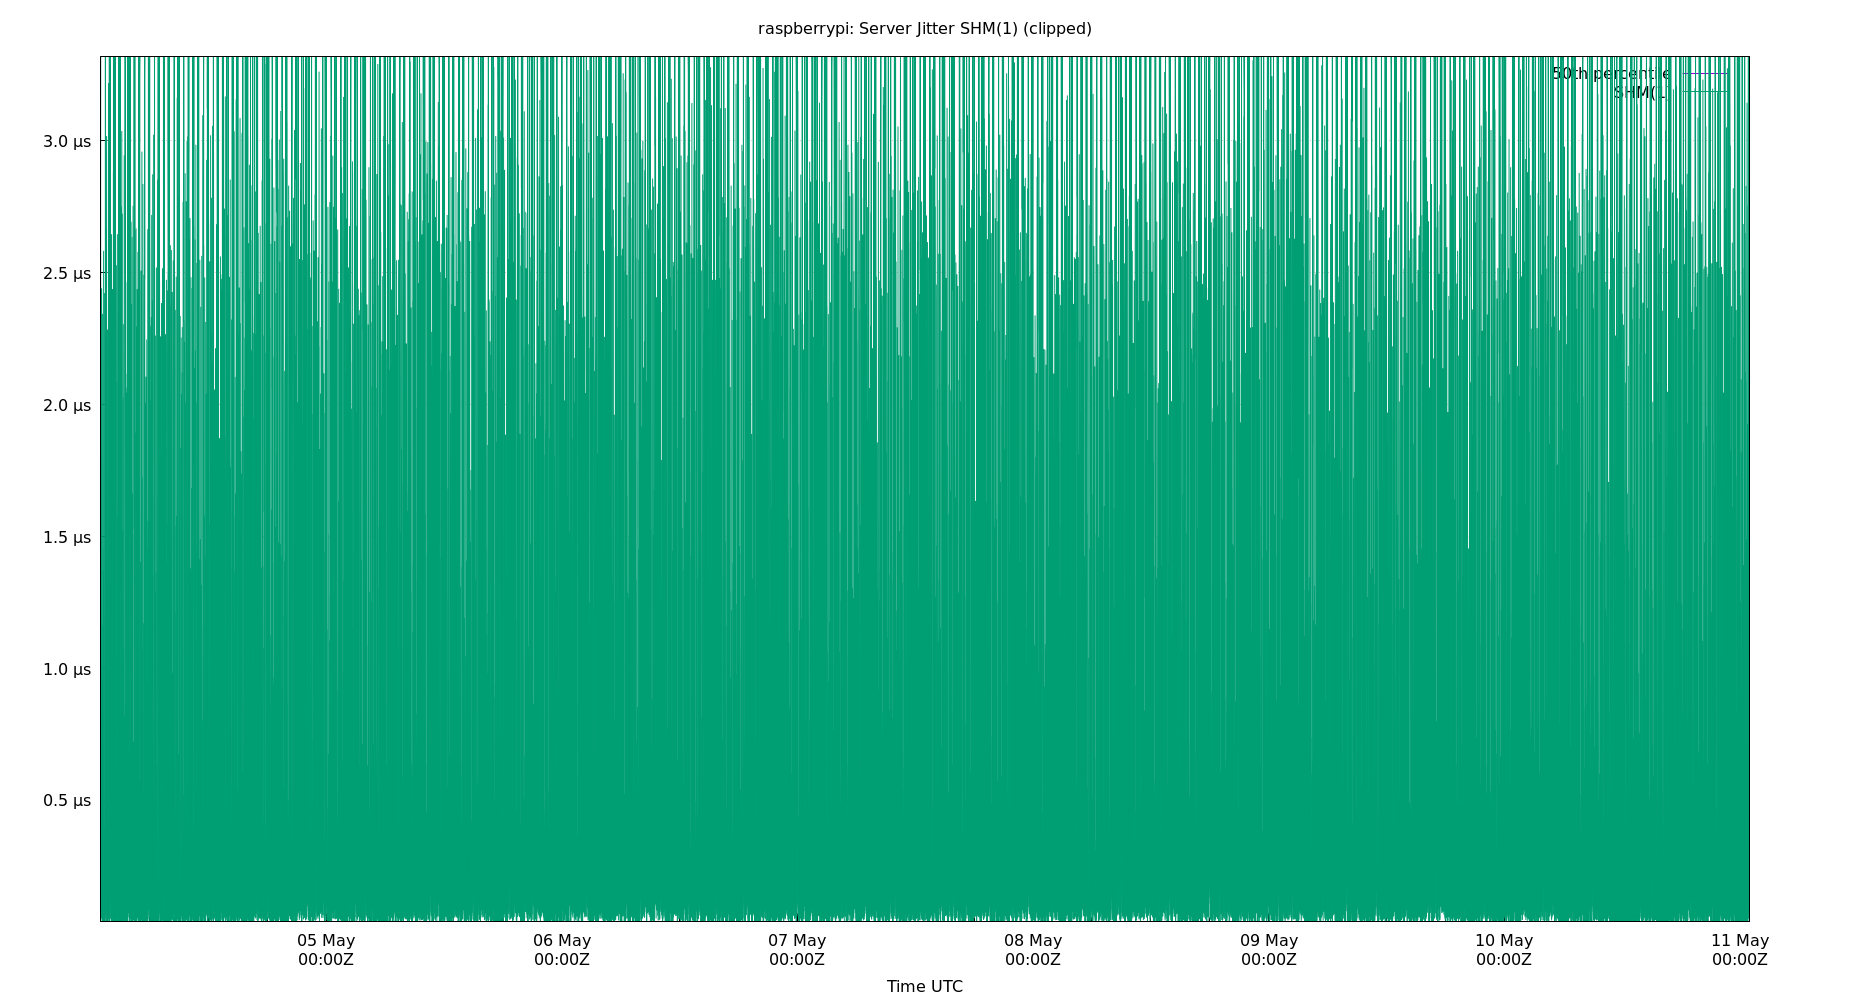 raspberrypi: Server Jitter SHM(1) (clipped)
50th percentile
SHM(1)
3.0 µs
2.5 µs
2.0 µs
1.5 µs
1.0 µs
0.5 µs
05 May
00:00Z
06 May
00:00Z
07 May
00:00Z
08 May
00:00Z
09 May
00:00Z
10 May
00:00Z
11 May
00:00Z
Time UTC